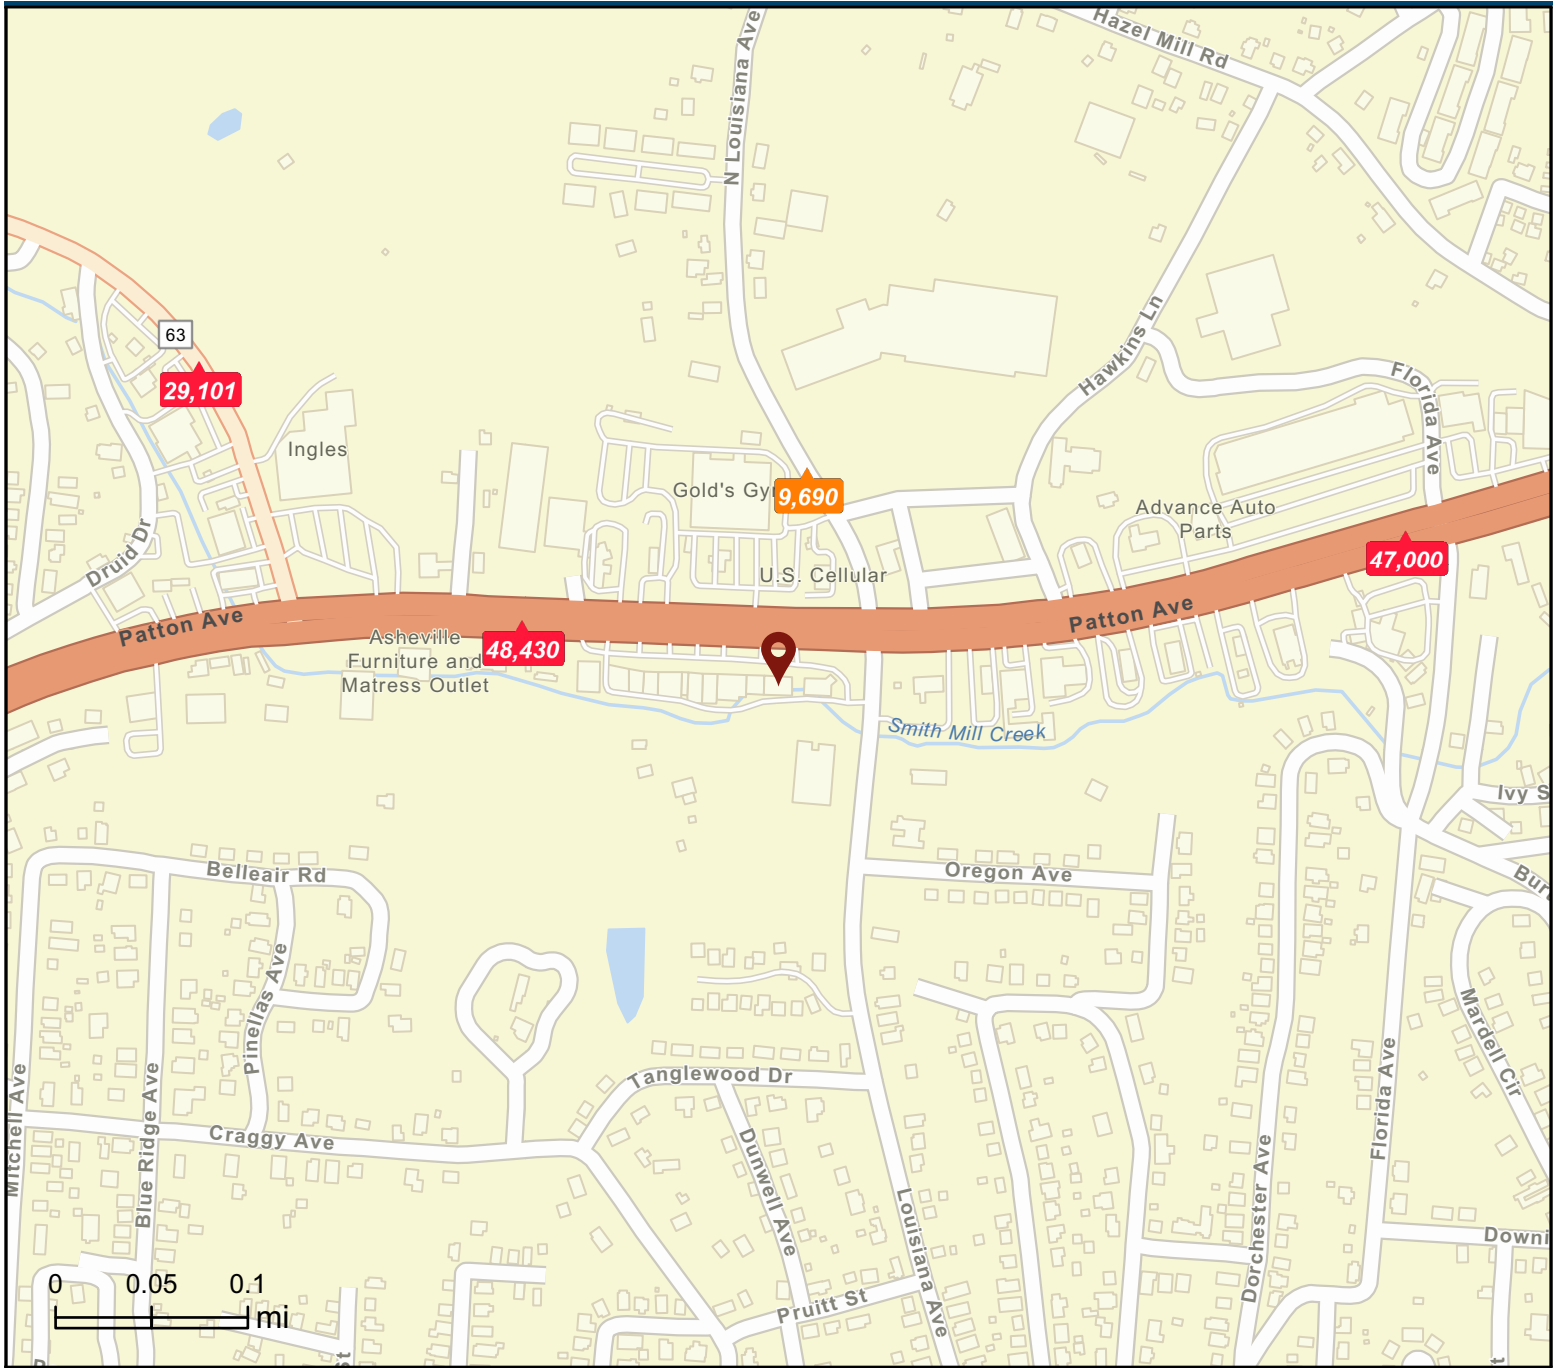 Hazel Mill Rd
N Louisiana Ave
63
29,101
Hawkins Ln
Florida Ave
Ingles
Gold's Gy
9,690
Advance Auto
Parts
47,000
Druid Dr
U.S. Cellular
Patton Ave
Patton Ave
Asheville
Furniture and
Matress Outlet
48,430
Smith Mill Creek
Ivy S
Belleair Rd
Oregon Ave
Bur
Pinellas Ave
Mardell Cir
Tanglewood Dr
Mitchell Ave
Blue Ridge Ave
Craggy Ave
Dunwell Ave
Louisiana Ave
Dorchester Ave
Florida Ave
Downi
Pruitt St
0 0.05 0.1
mi
st
t